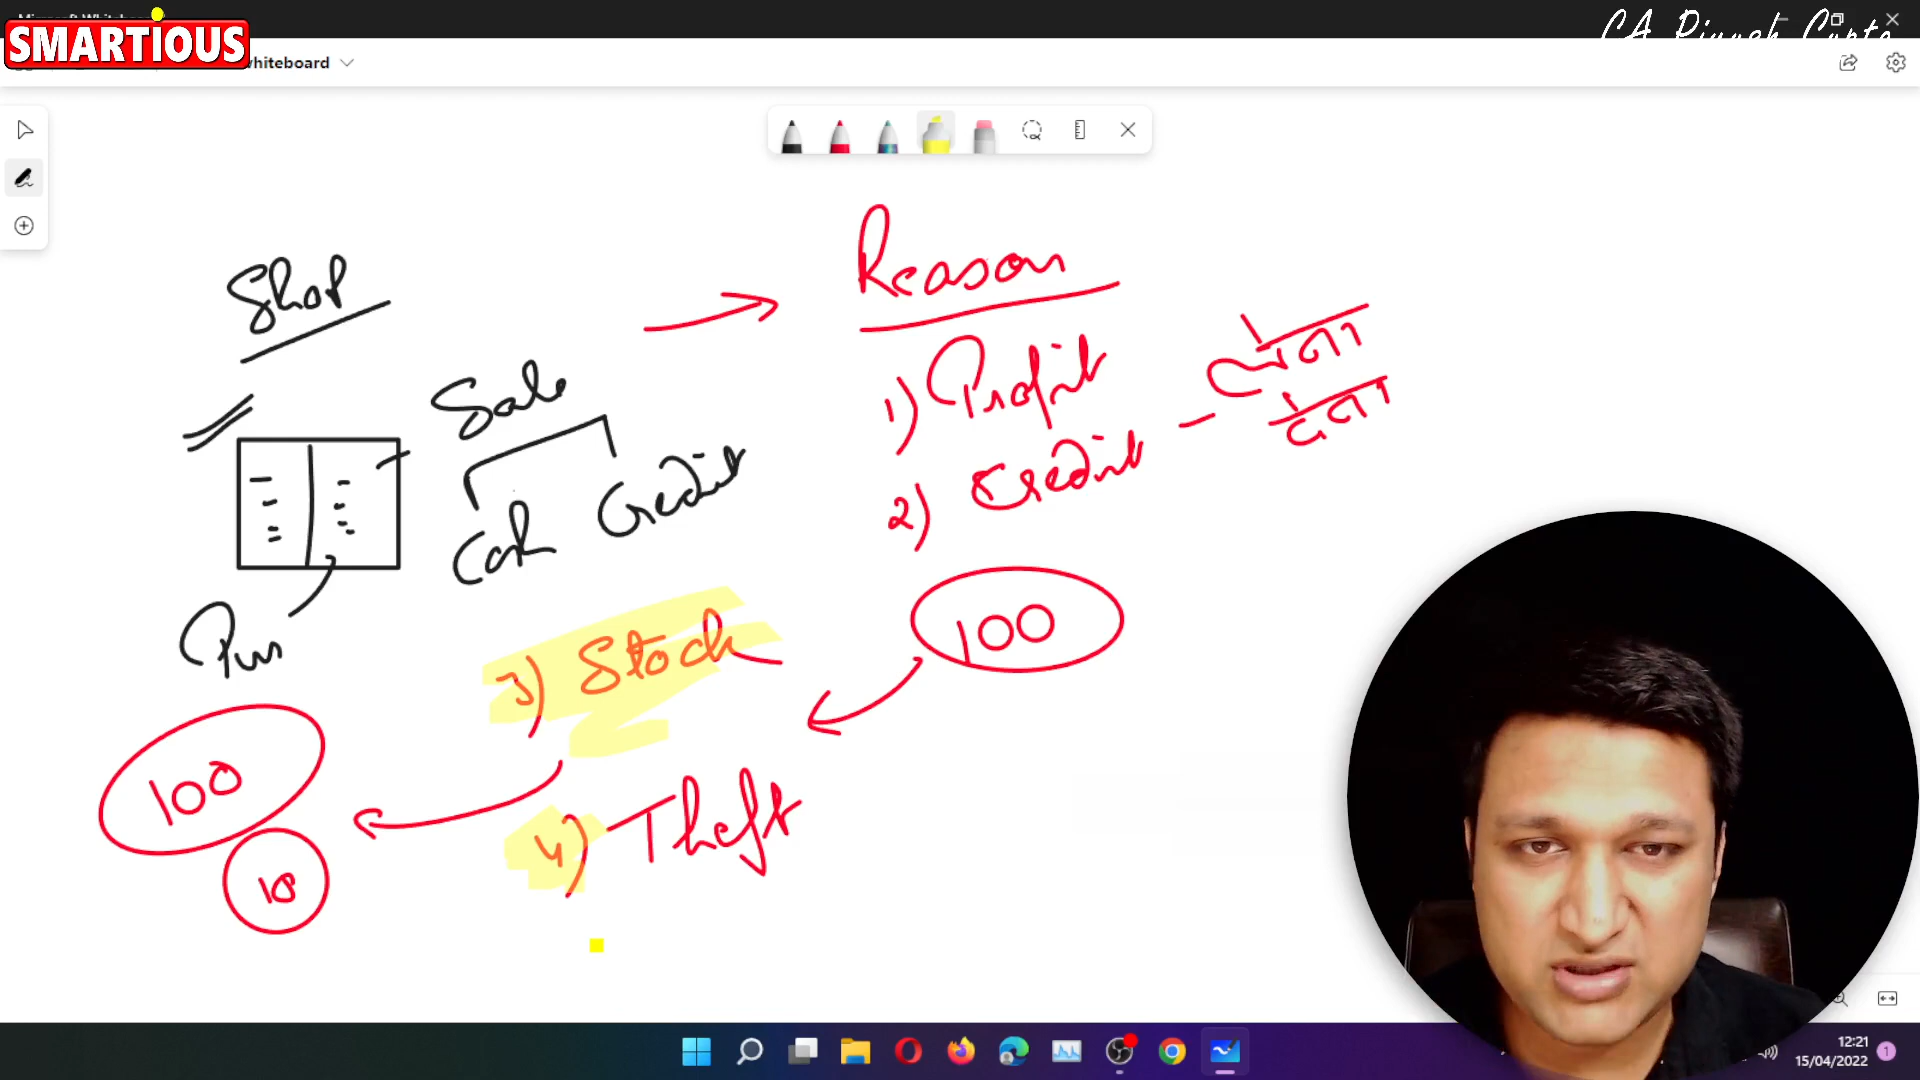 SMARTIOUS
Whiteboard
Shop
Sale
Cash Credit
Pur
Reason
1) Profit
2) Credit - लेना
देना
100
3) Stock
100
10
4) Theft
12:21
15/04/2022
1